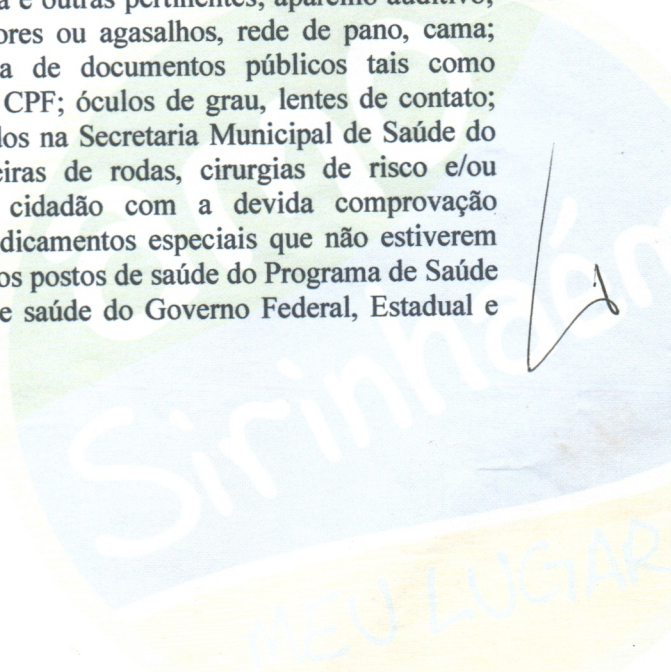 a e outras pertinentes, aparelho auditivo,
ores ou agasalhos, rede de pano, cama;
a de documentos públicos tais como
CPF; óculos de grau, lentes de contato;
dos na Secretaria Municipal de Saúde do
eiras de rodas, cirurgias de risco e/ou
cidadão com a devida comprovação
dicamentos especiais que não estiverem
os postos de saúde do Programa de Saúde
e saúde do Governo Federal, Estadual e
amo
Sirinhaém
MEU LUGAR